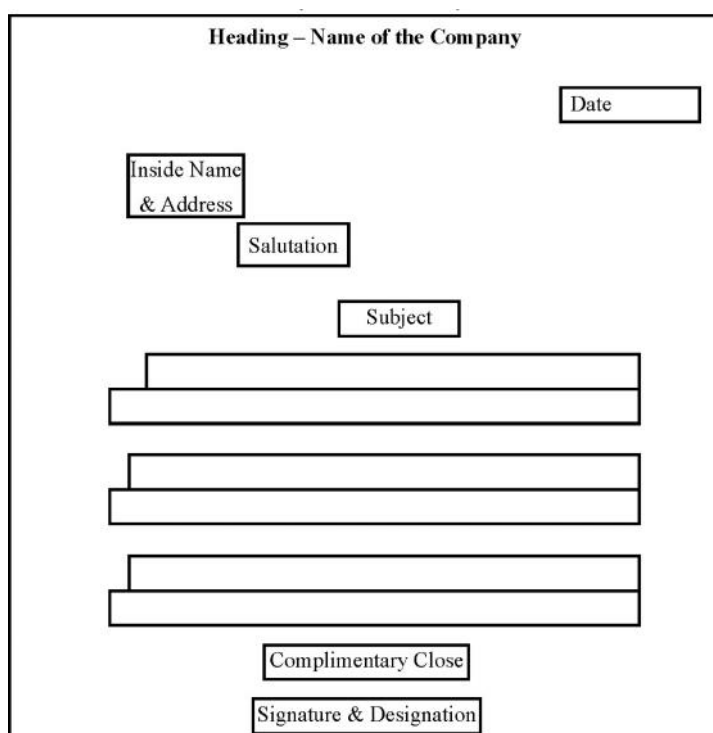 Heading – Name of the Company
Date
Inside Name
& Address
Salutation
Subject
Complimentary Close
Signature & Designation